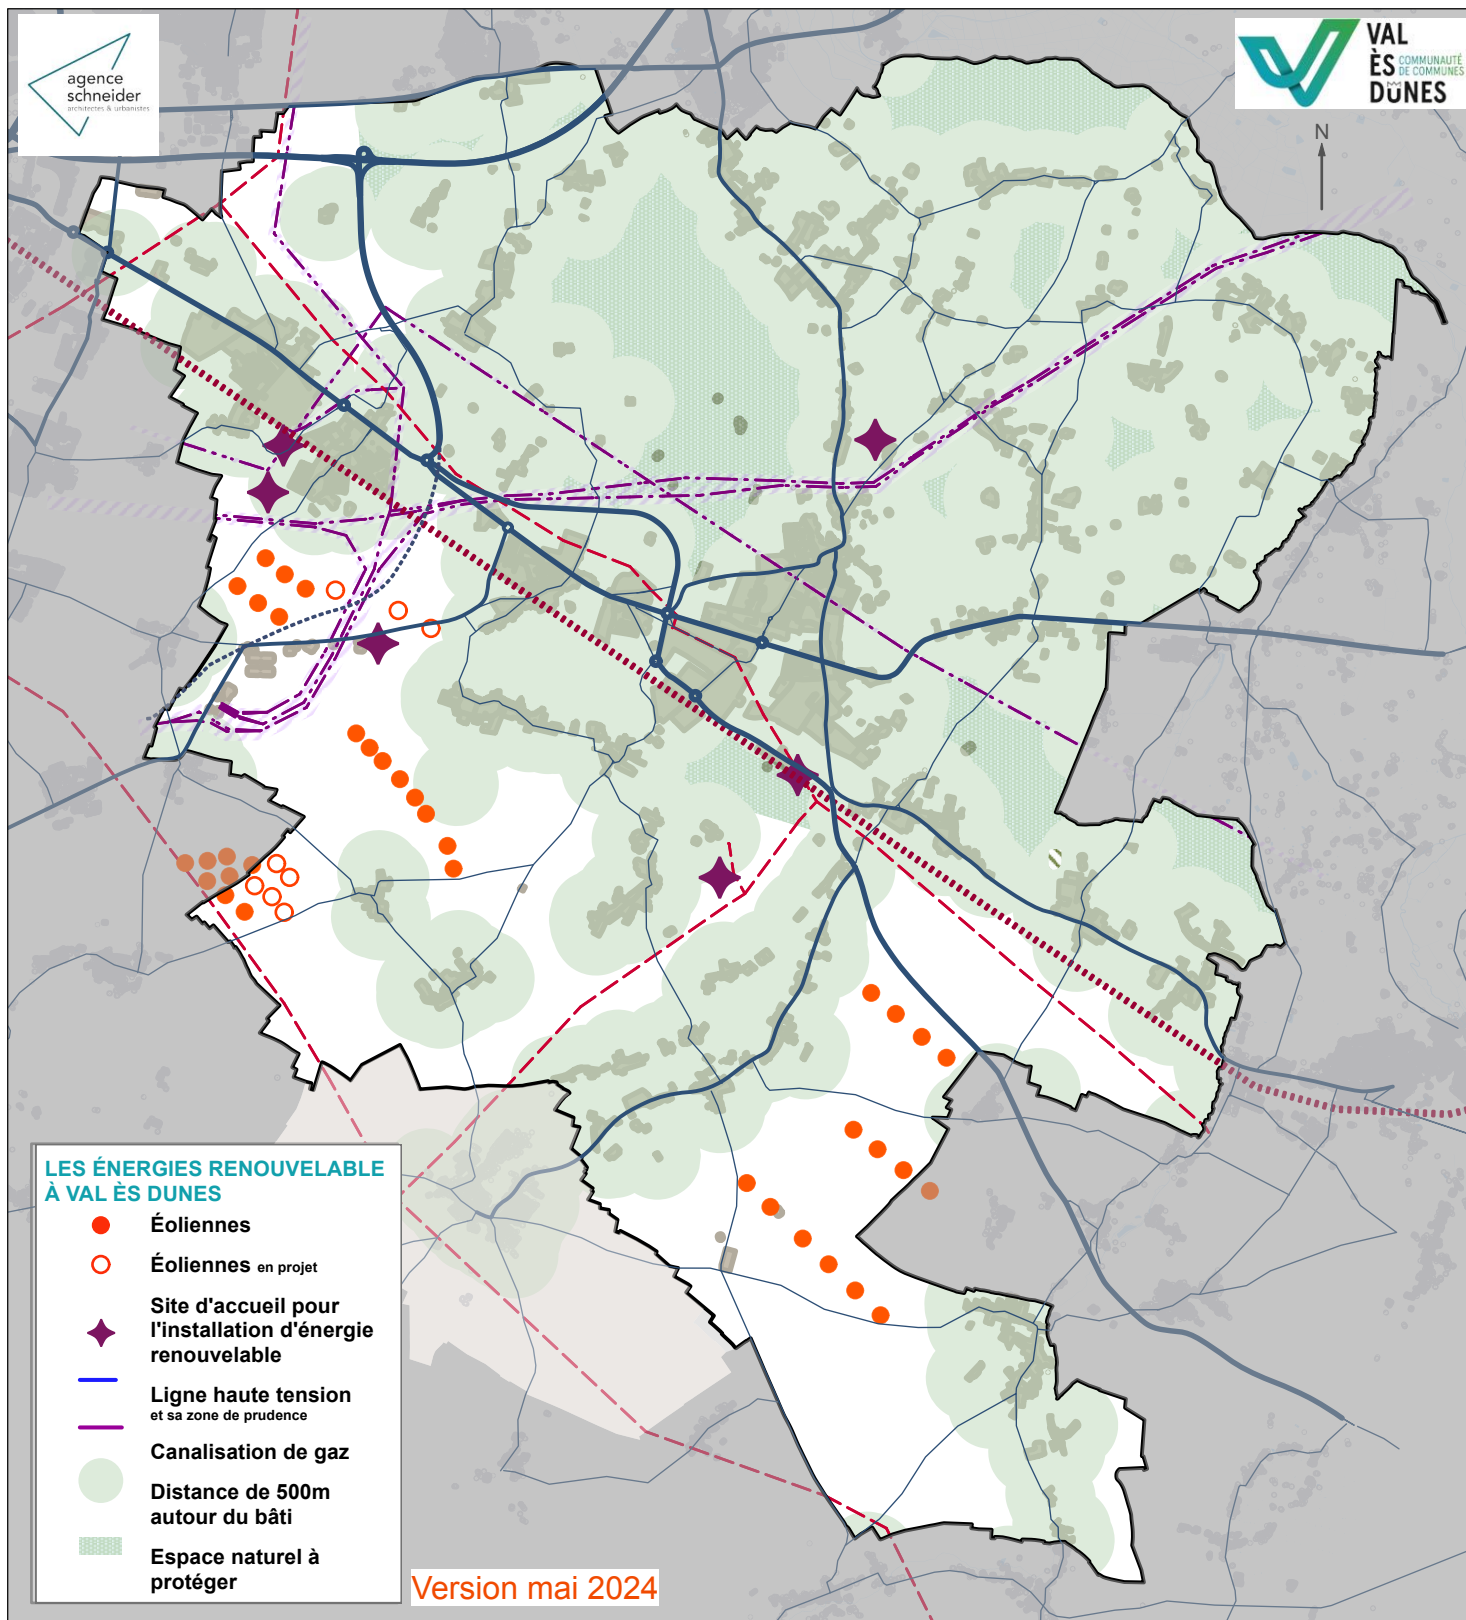 agence
schneider
architectes & urbanistes
VAL
ÈS COMMUNAUTÉ
DE COMMUNES
DUNES
N
LES ÉNERGIES RENOUVELABLE
À VAL ÈS DUNES
Éoliennes
Éoliennes en projet
Site d'accueil pour
l'installation d'énergie
renouvelable
Ligne haute tension
et sa zone de prudence
Canalisation de gaz
Distance de 500m
autour du bâti
Espace naturel à
protéger
Version mai 2024